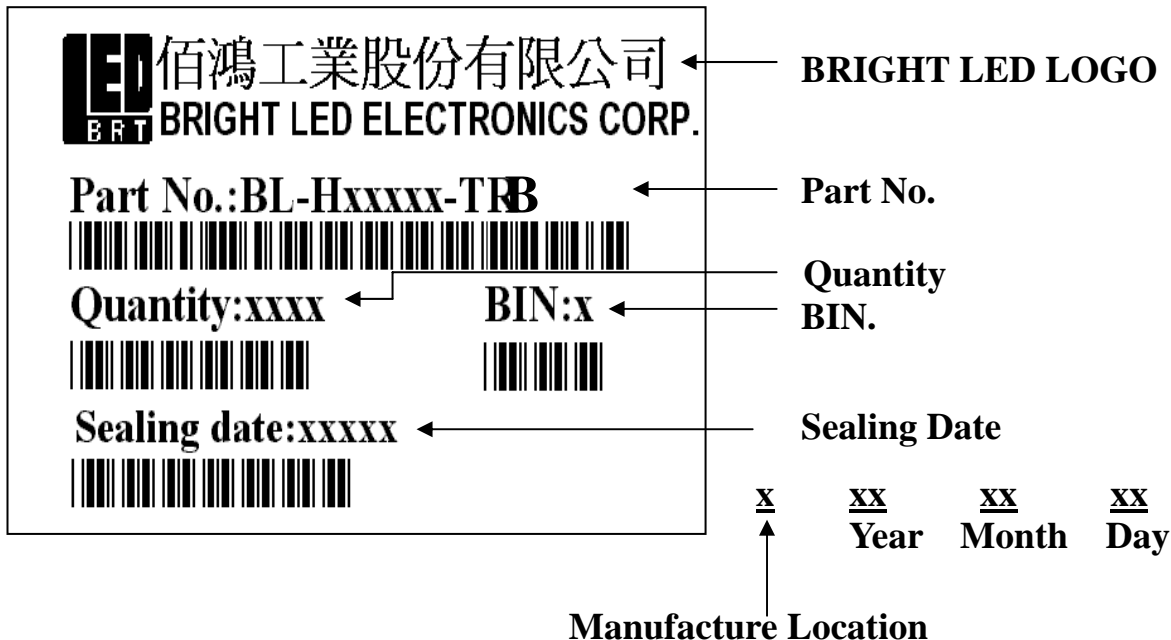 LED
BRT
佰鴻工業股份有限公司
BRIGHT LED ELECTRONICS CORP.
BRIGHT LED LOGO
Part No.:BL-Hxxxxx-TRB
Part No.
Quantity:xxxx
BIN:x
Quantity
BIN.
Sealing date:xxxxx
Sealing Date
x xx xx xx
Year Month Day
Manufacture Location